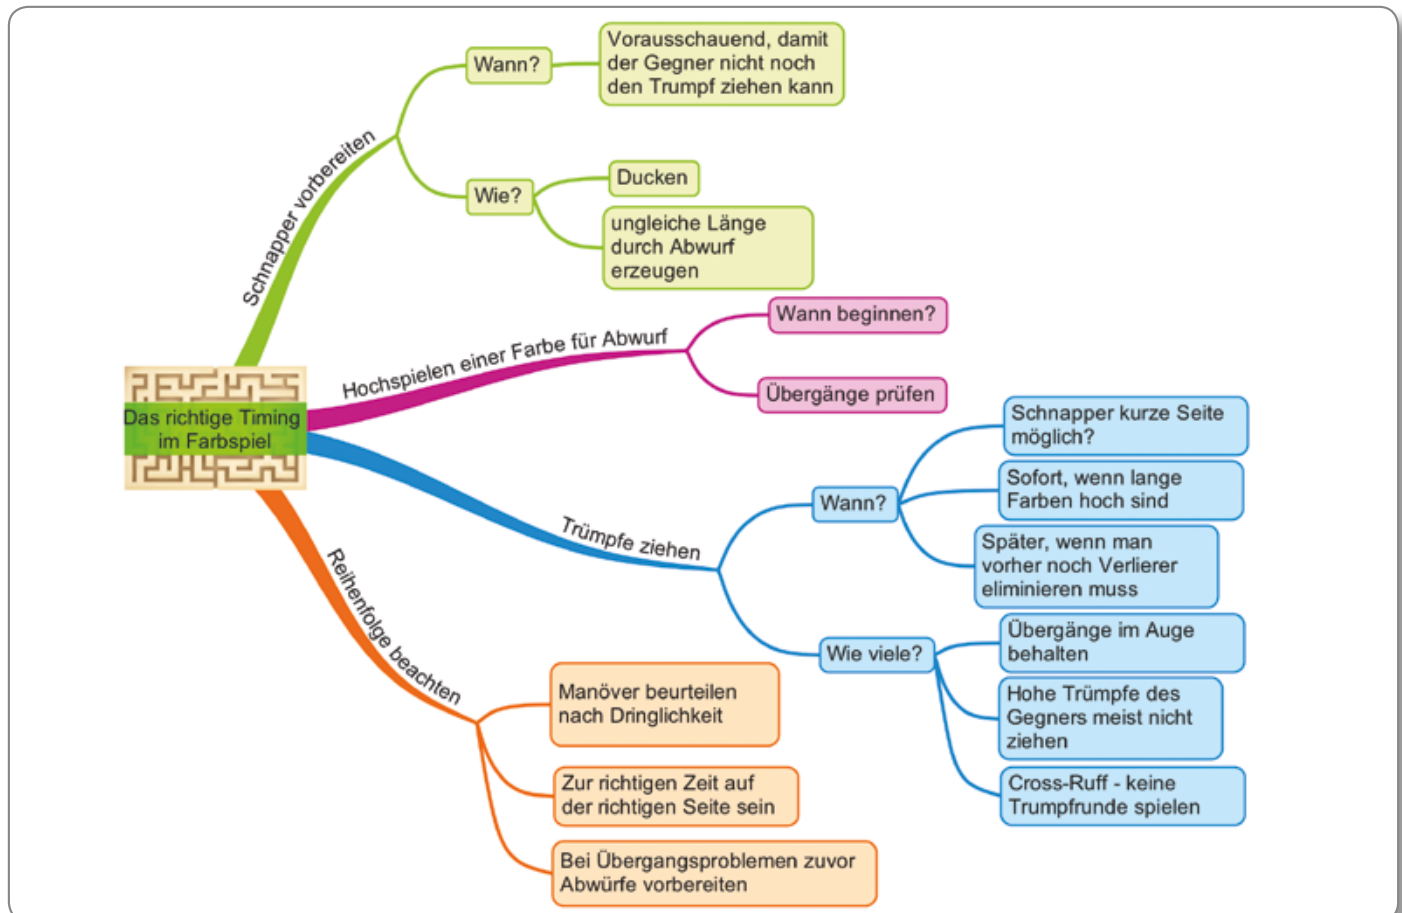 Vorausschauend, damit
der Gegner nicht noch
den Trumpf ziehen kann
Wann?
Schnapper vorbereiten
Wie?
Ducken
ungleiche Länge
durch Abwurf
erzeugen
Wann beginnen?
Hochspielen einer Farbe für Abwurf
Übergänge prüfen
Das richtige Timing
im Farbspiel
Schnapper kurze Seite
möglich?
Sofort, wenn lange
Farben hoch sind
Wann?
Später, wenn man
vorher noch Verlierer
eliminieren muss
Trümpfe ziehen
Wie viele?
Übergänge im Auge
behalten
Hohe Trümpfe des
Gegners meist nicht
ziehen
Cross-Ruff - keine
Trumpfrunde spielen
Reihenfolge beachten
Manöver beurteilen
nach Dringlichkeit
Zur richtigen Zeit auf
der richtigen Seite sein
Bei Übergangsproblemen zuvor
Abwürfe vorbereiten